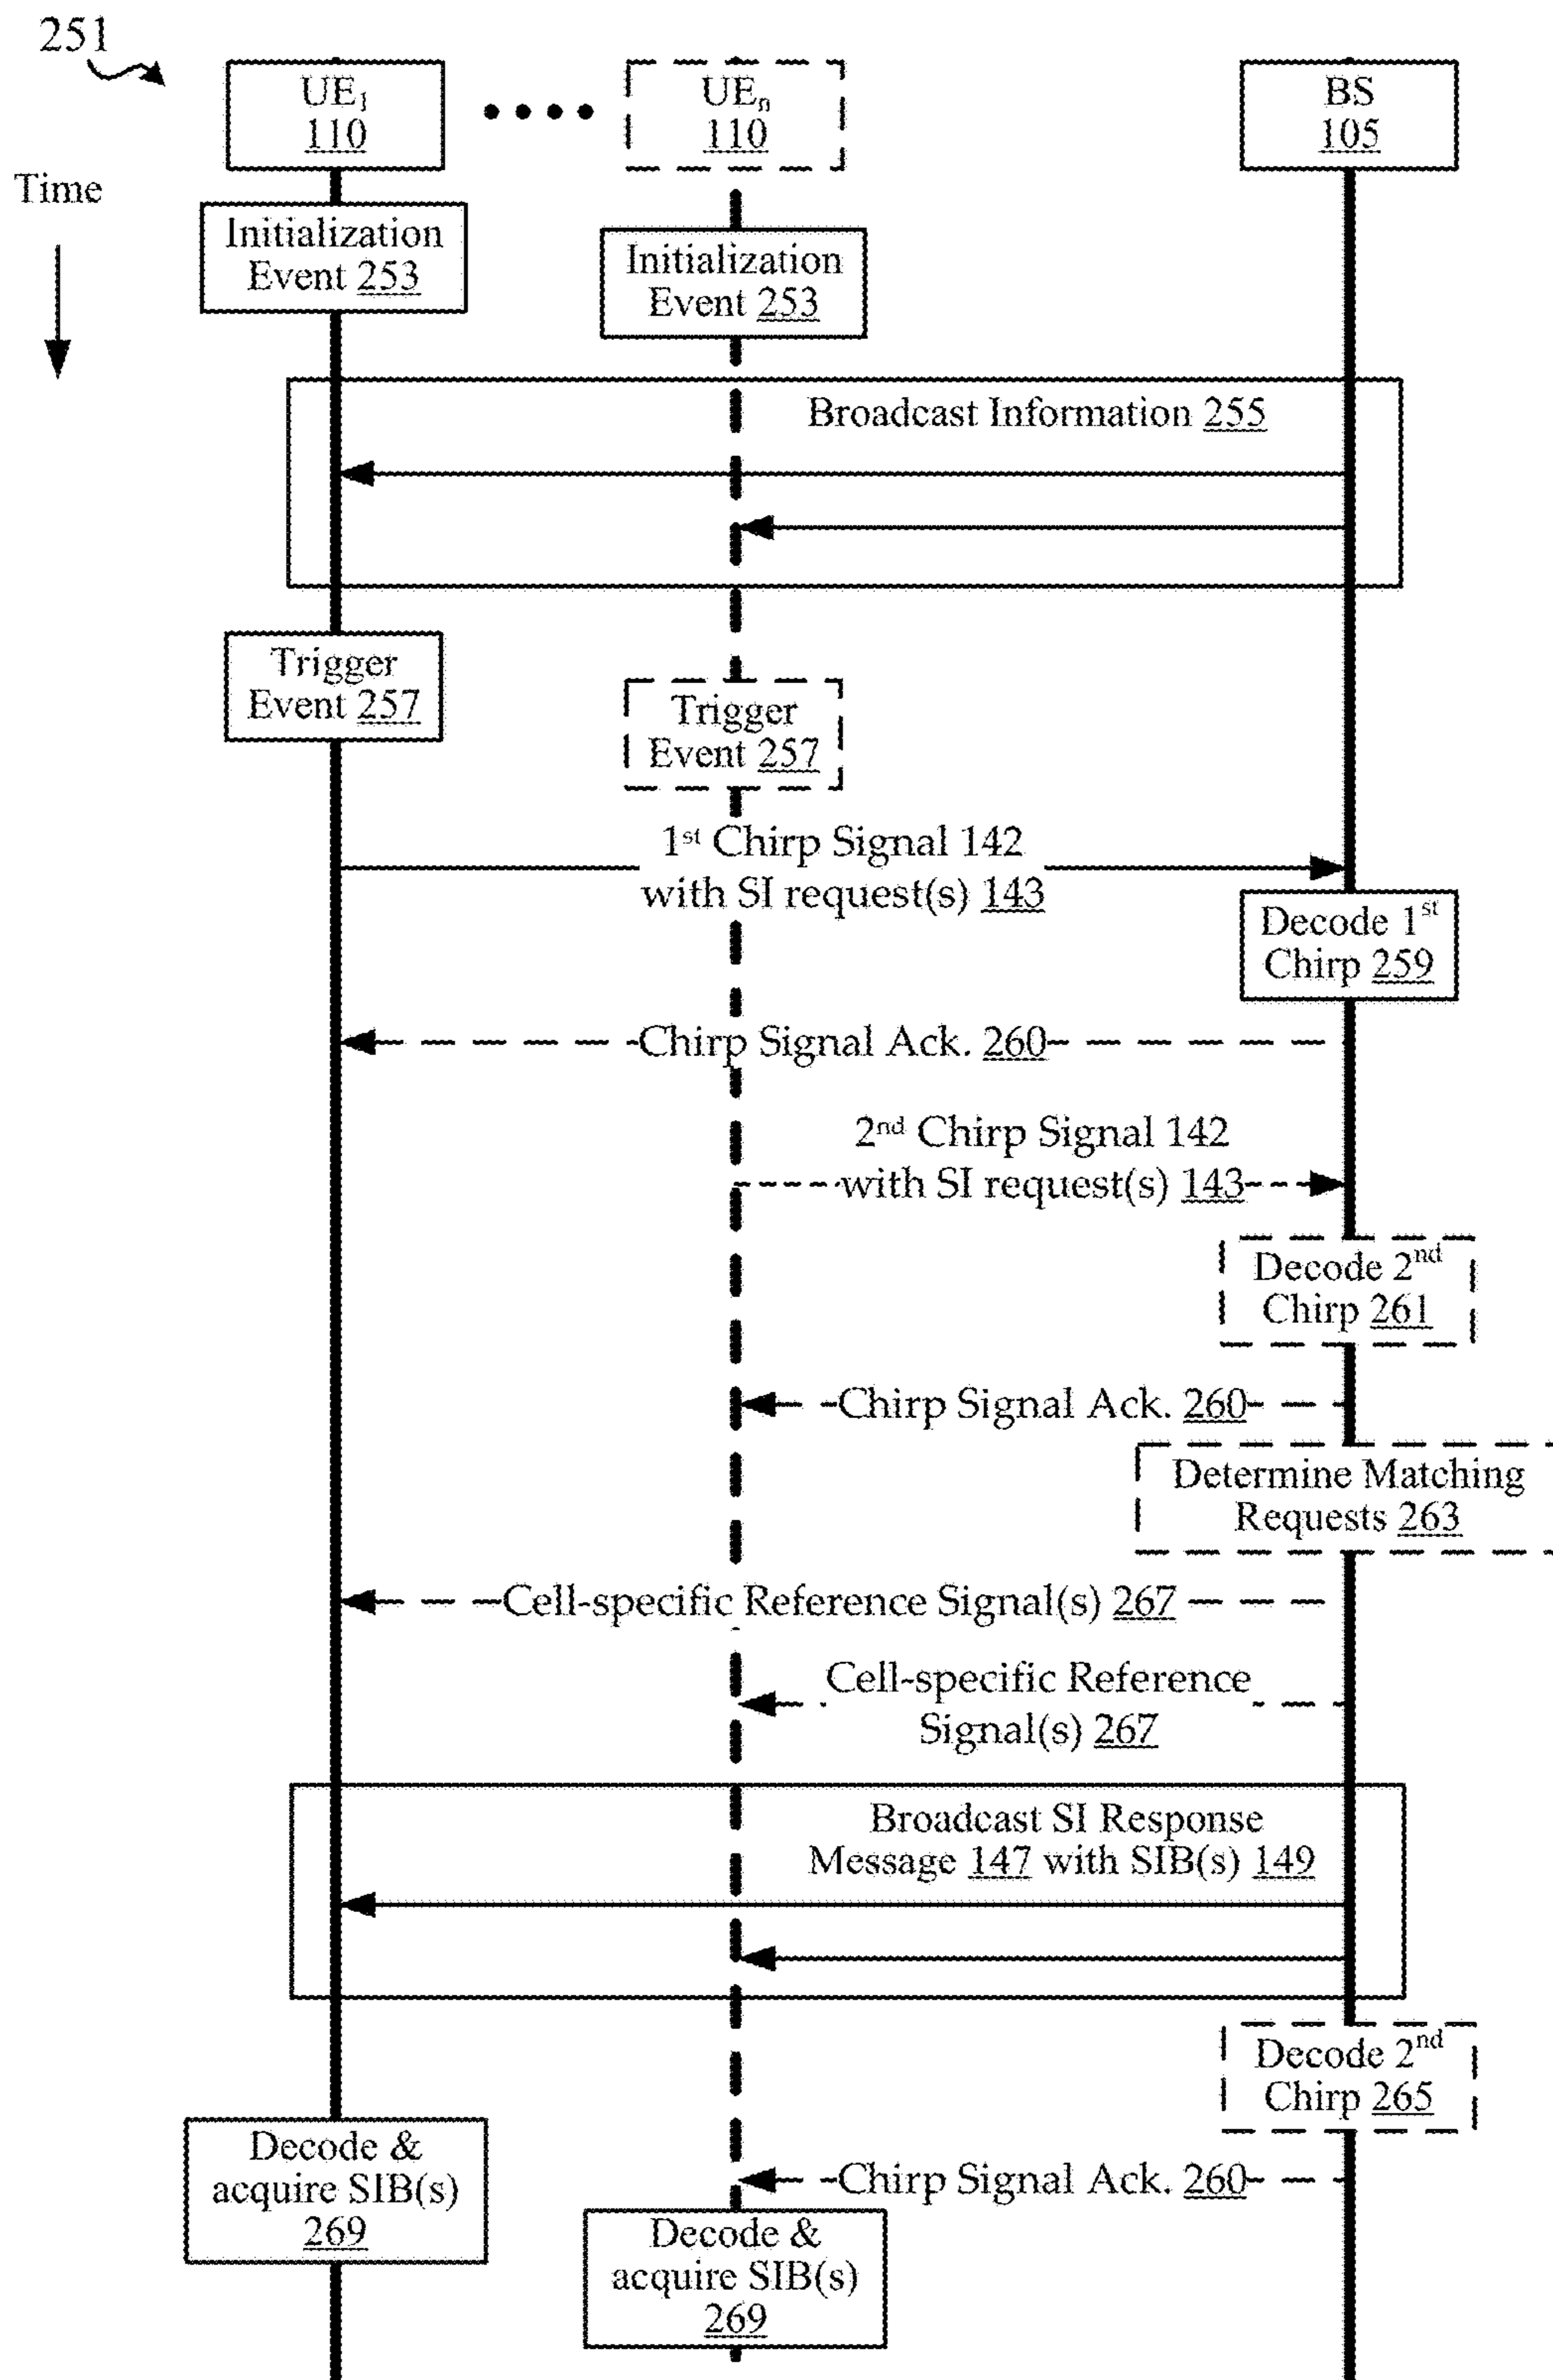 251
UE1
110
UEn
110
BS
105
Time
Initialization
Event 253
Initialization
Event 253
Broadcast Information 255
Trigger
Event 257
Trigger
Event 257
1st Chirp Signal 142
with SI request(s) 143
Decode 1st
Chirp 259
Chirp Signal Ack. 260
2nd Chirp Signal 142
with SI request(s) 143
Decode 2nd
Chirp 261
Chirp Signal Ack. 260
Determine Matching
Requests 263
Cell-specific Reference Signal(s) 267
Cell-specific Reference
Signal(s) 267
Broadcast SI Response
Message 147 with SIB(s) 149
Decode 2nd
Chirp 265
Decode &
acquire SIB(s)
269
Chirp Signal Ack. 260
Decode &
acquire SIB(s)
269